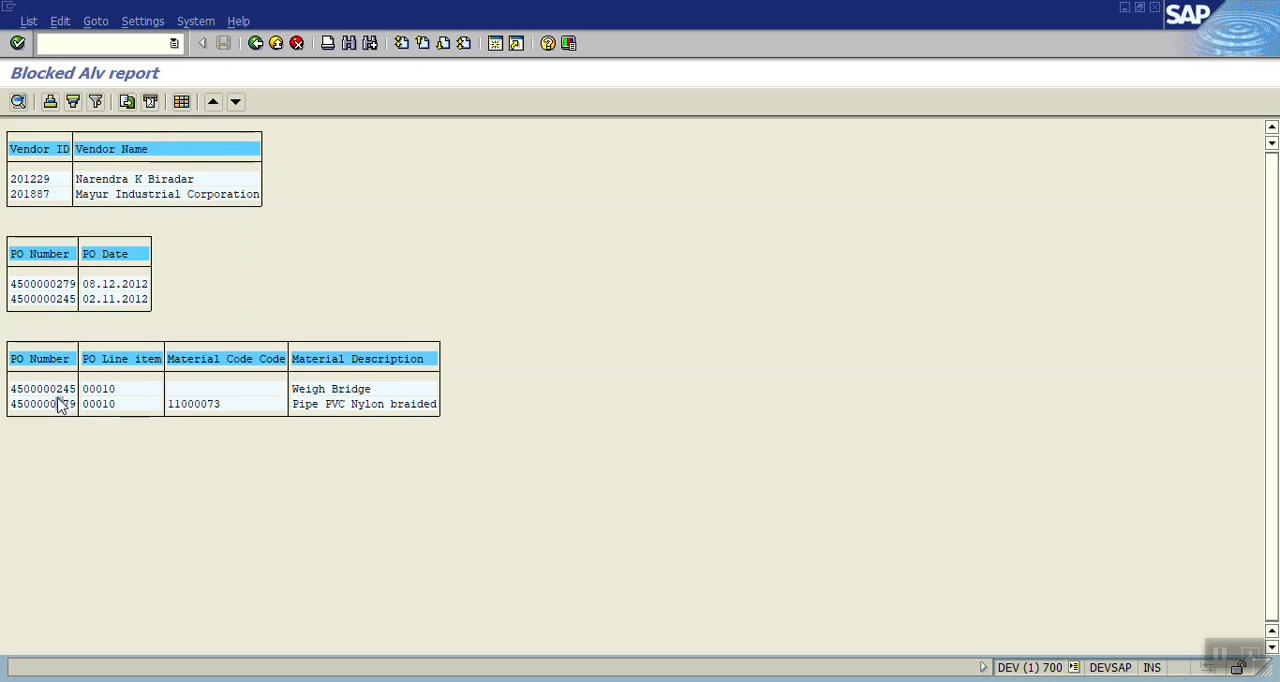 List Edit Goto Settings System Help
SAP
Blocked Alv report
Vendor ID Vendor Name
201229 Narendra K Biradar
201887 Mayur Industrial Corporation
PO Number PO Date
4500000279 08.12.2012
4500000245 02.11.2012
PO Number PO Line item Material Code Code Material Description
4500000245 00010 Weigh Bridge
00010 11000073 Pipe PVC Nylon braided
DEV (1) 700 DEVSAP INS